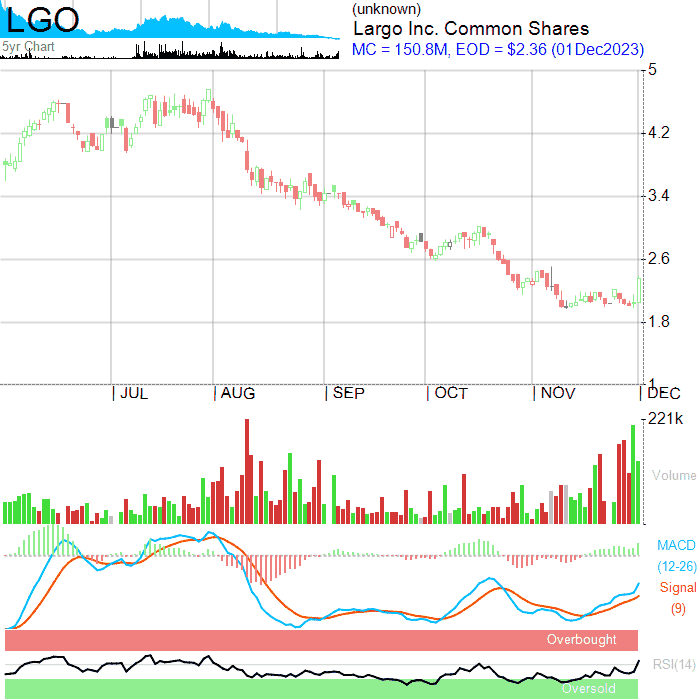 LGO
5yr Chart
(unknown)
Largo Inc. Common Shares
MC = 150.8M, EOD = $2.36 (01Dec2023)
5
4.2
3.4
2.6
1.8
1
JUL AUG SEP OCT NOV DEC
221k
Volume
MACD
(12-26)
Signal
(9)
Overbought
RSI(14)
Oversold